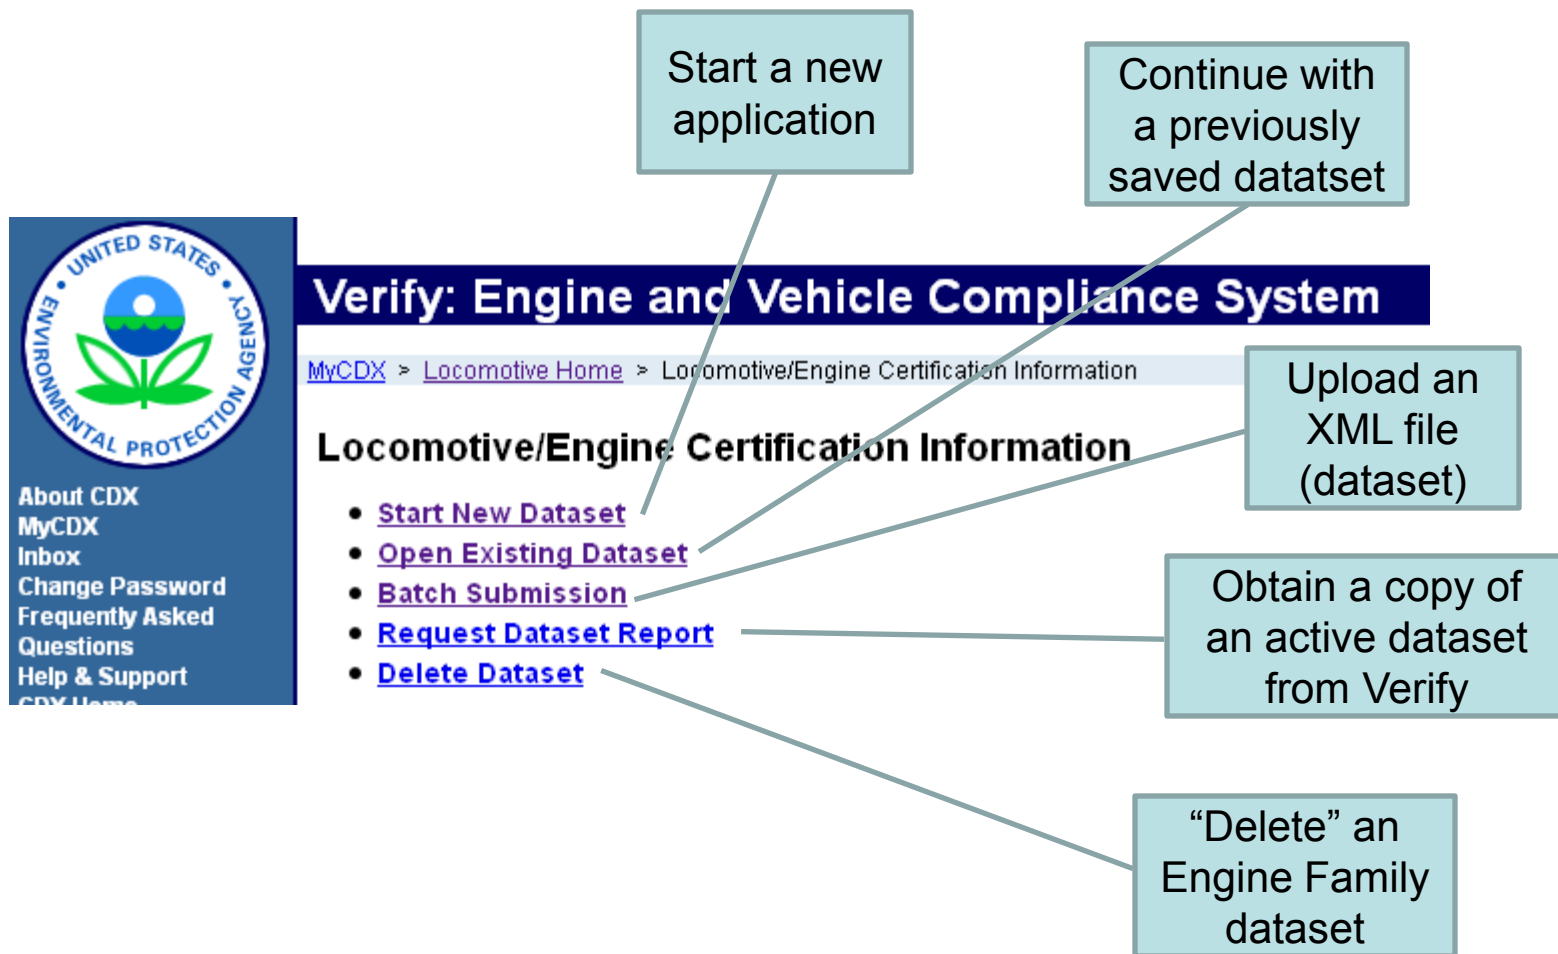 Start a new
application
Continue with
a previously
saved datatset
UNITED STATES • ENVIRONMENTAL PROTECTION AGENCY •
Verify: Engine and Vehicle Compliance System
MyCDX > Locomotive Home > Locomotive/Engine Certification Information
Upload an
XML file
(dataset)
Locomotive/Engine Certification Information
About CDX
MyCDX
Inbox
Change Password
Frequently Asked
Questions
Help & Support
CDX Home
• Start New Dataset
• Open Existing Dataset
• Batch Submission
• Request Dataset Report
• Delete Dataset
Obtain a copy of
an active dataset
from Verify
“Delete” an
Engine Family
dataset